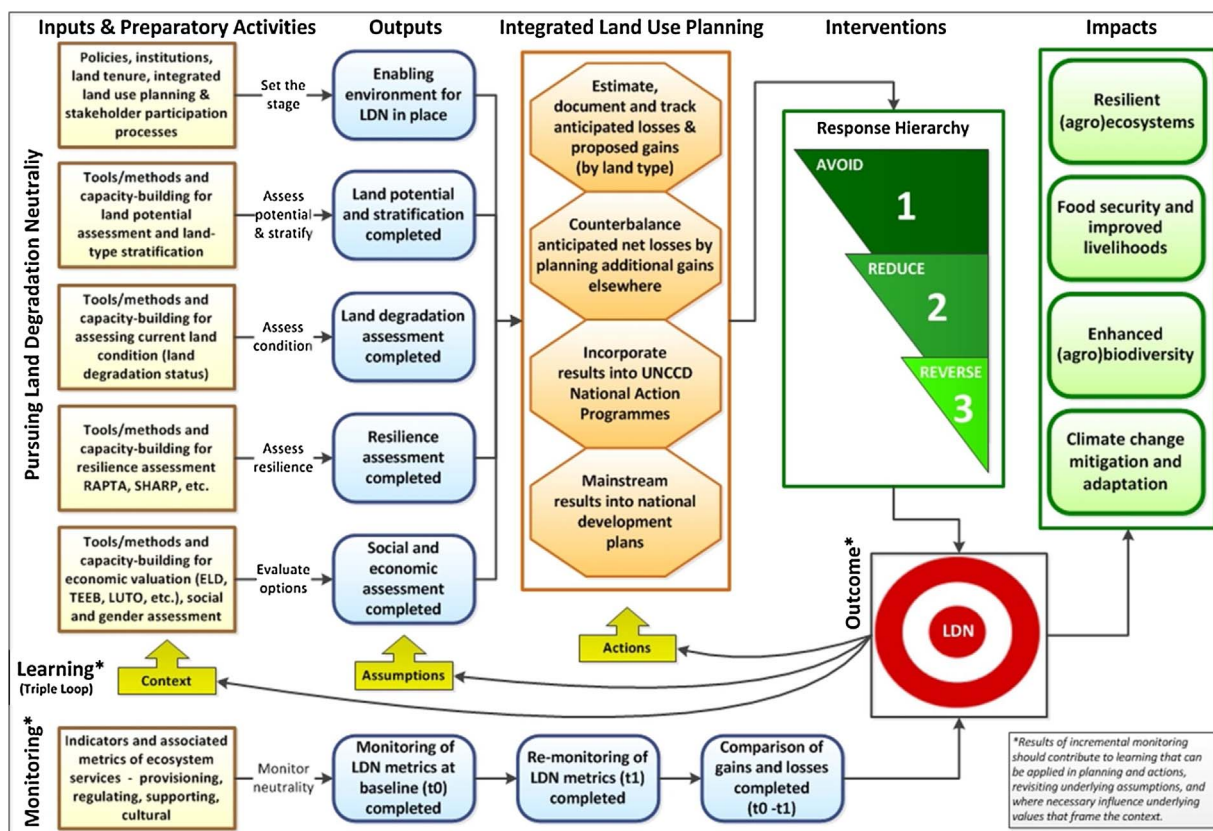 Inputs & Preparatory Activities
Outputs
Integrated Land Use Planning
Interventions
Impacts
Pursuing Land Degradation Neutraliy
Policies, institutions,
land tenure, integrated
land use planning &
stakeholder participation
processes
Set the
stage
Enabling
environment for
LDN in place
Tools/methods and
capacity-building for
land potential
assessment and land-
type stratification
Assess
potential
& stratify
Land potential
and stratification
completed
Tools/methods and
capacity-building for
assessing current land
condition (land
degradation status)
Assess
condition
Land degradation
assessment
completed
Tools/methods and
capacity-building for
resilience assessment
RAPTA, SHARP, etc.
Assess
resilience
Resilience
assessment
completed
Tools/methods and
capacity-building for
economic valuation (ELD,
TEEB, LUTO, etc.), social
and gender assessment
Evaluate
options
Social and
economic
assessment
completed
Estimate,
document and track
anticipated losses &
proposed gains
(by land type)
Counterbalance
anticipated net losses by
planning additional gains
elsewhere
Incorporate
results into UNCCD
National Action
Programmes
Mainstream
results into national
development
plans
Response Hierarchy
AVOID
1
REDUCE
2
REVERSE
3
Resilient
(agro)ecosystems
Food security and
improved
livelihoods
Enhanced
(agro)biodiversity
Climate change
mitigation and
adaptation
Outcome*
LDN
Learning*
(Triple Loop)
Context
Assumptions
Actions
Monitoring*
Indicators and associated
metrics of ecosystem
services - provisioning,
regulating, supporting,
cultural
Monitor
neutrality
Monitoring of
LDN metrics at
baseline (t0)
completed
Re-monitoring of
LDN metrics (t1)
completed
Comparison of
gains and losses
completed
(t0 -t1)
*Results of incremental monitoring
should contribute to learning that can
be applied in planning and actions,
revisiting underlying assumptions, and
where necessary influence underlying
values that frame the context.